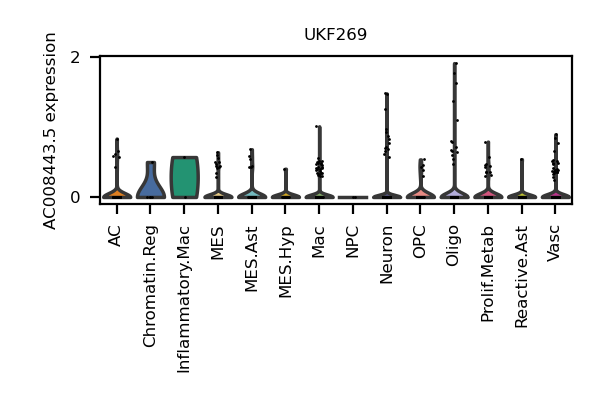 UKF269
AC008443.5 expression
2
0
AC
Chromatin.Reg
Inflammatory.Mac
MES
MES.Ast
MES.Hyp
Mac
NPC
Neuron
OPC
Oligo
Prolif.Metab
Reactive.Ast
Vasc